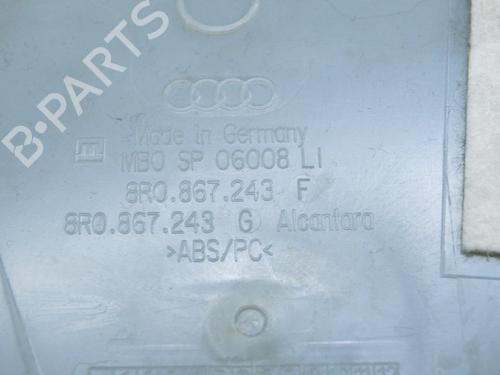 Made in Germany
MBO SP 06008 LI
8R0.867.243 F
8R0.867.243 G Alcantara
>ABS/PC<
B-PARTS